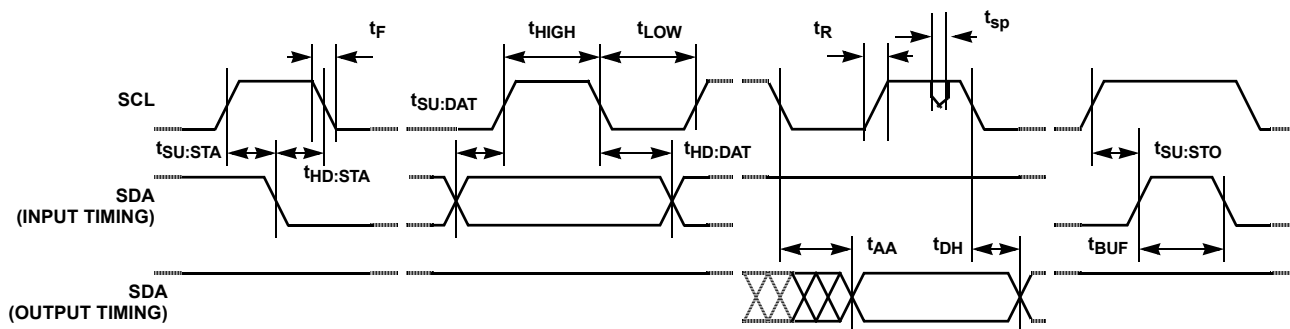 tF
tHIGH
tLOW
tR
tsp
SCL
tSU:DAT
tSU:STA
tHD:STA
tHD:DAT
tSU:STO
SDA
(INPUT TIMING)
tAA
tDH
tBUF
SDA
(OUTPUT TIMING)